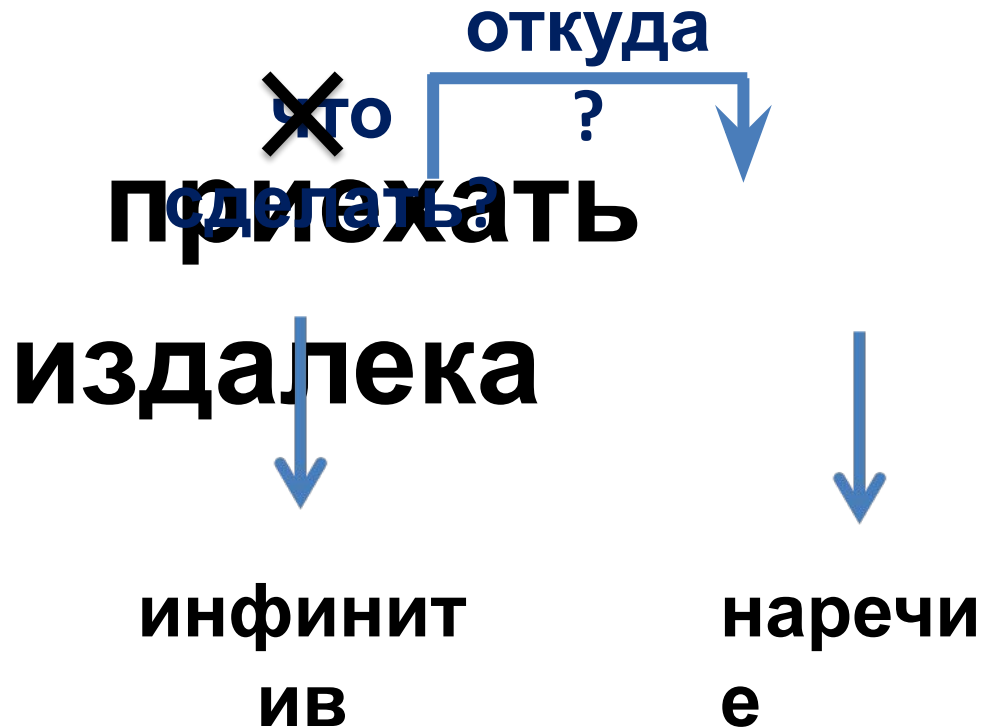 откуда
?
что
сделать?
приехать
издалека
инфинит
ив
наречи
е